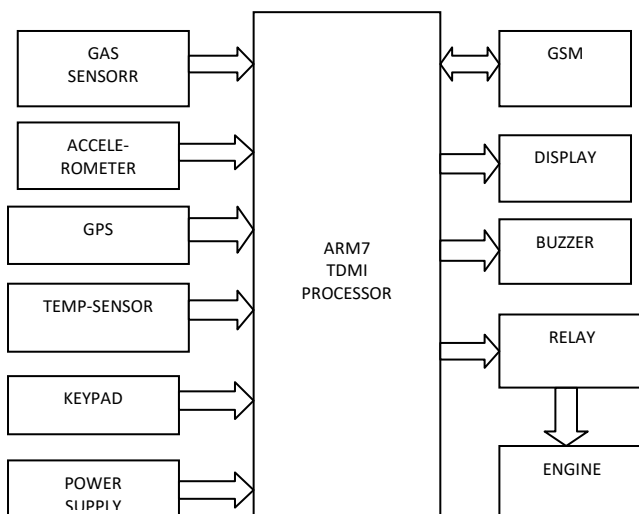 GAS
SENSORR
ACCELE-
ROMETER
GPS
TEMP-SENSOR
KEYPAD
POWER
SUPPLY
ARM7
TDMI
PROCESSOR
GSM
DISPLAY
BUZZER
RELAY
ENGINE